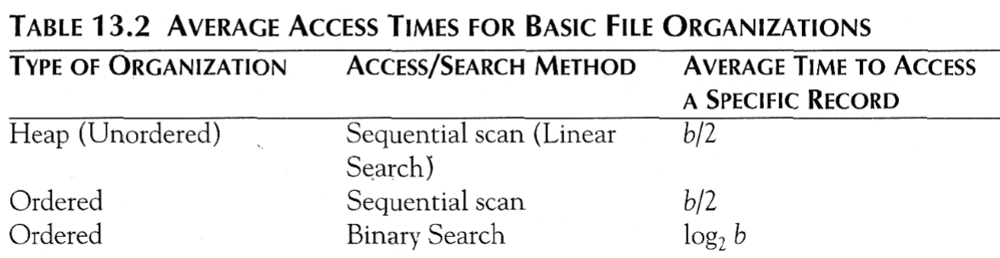 TABLE 13.2 AVERAGE ACCESS TIMES FOR BASIC FILE ORGANIZATIONS
TYPE OF ORGANIZATION ACCESS/SEARCH METHOD AVERAGE TIME TO ACCESS
A SPECIFIC RECORD
Heap (Unordered) Sequential scan (Linear b/2
Search)
Ordered Sequential scan b/2
Ordered Binary Search log₂ b